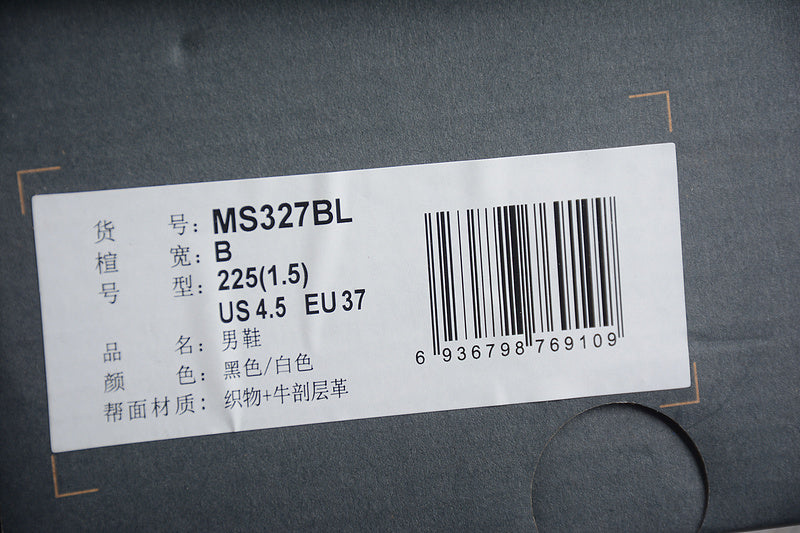 货 号：MS327BL
楦 宽：B
号 型：225(1.5)
US 4.5 EU 37
品 名：男鞋
颜 色：黑色/白色
帮面材质：织物+牛剖层革
6 936798 769109